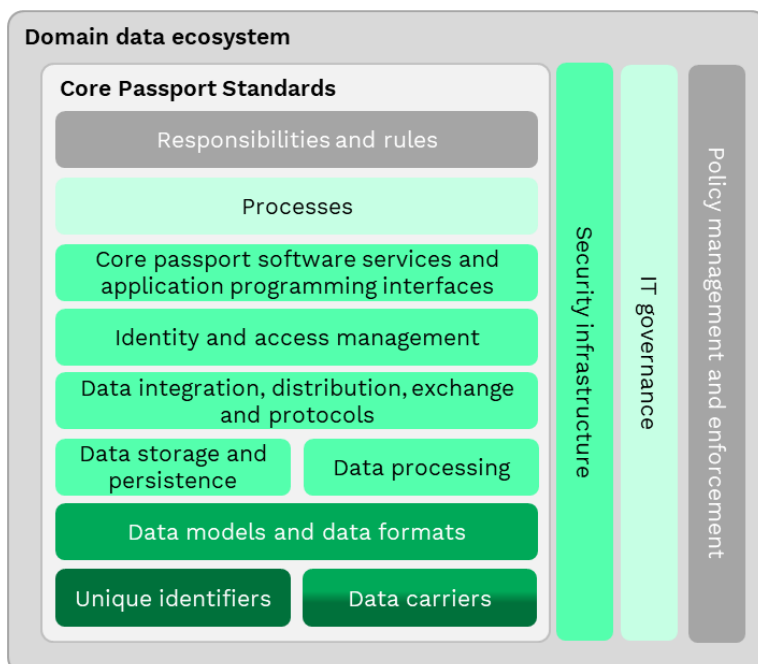 Domain data ecosystem
Core Passport Standards
Responsibilities and rules
Processes
Core passport software services and
application programming interfaces
Identity and access management
Data integration, distribution, exchange
and protocols
Data storage and
persistence
Data processing
Data models and data formats
Unique identifiers
Data carriers
Security infrastructure
IT governance
Policy management and enforcement